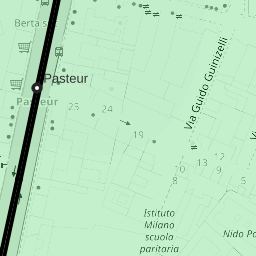 Berta s
Pasteur
Pasteur
25
24
19
Via Guido Guinizelli
13
12
10
9
8
5
Istituto
Milano
scuola
paritaria
Nido Po